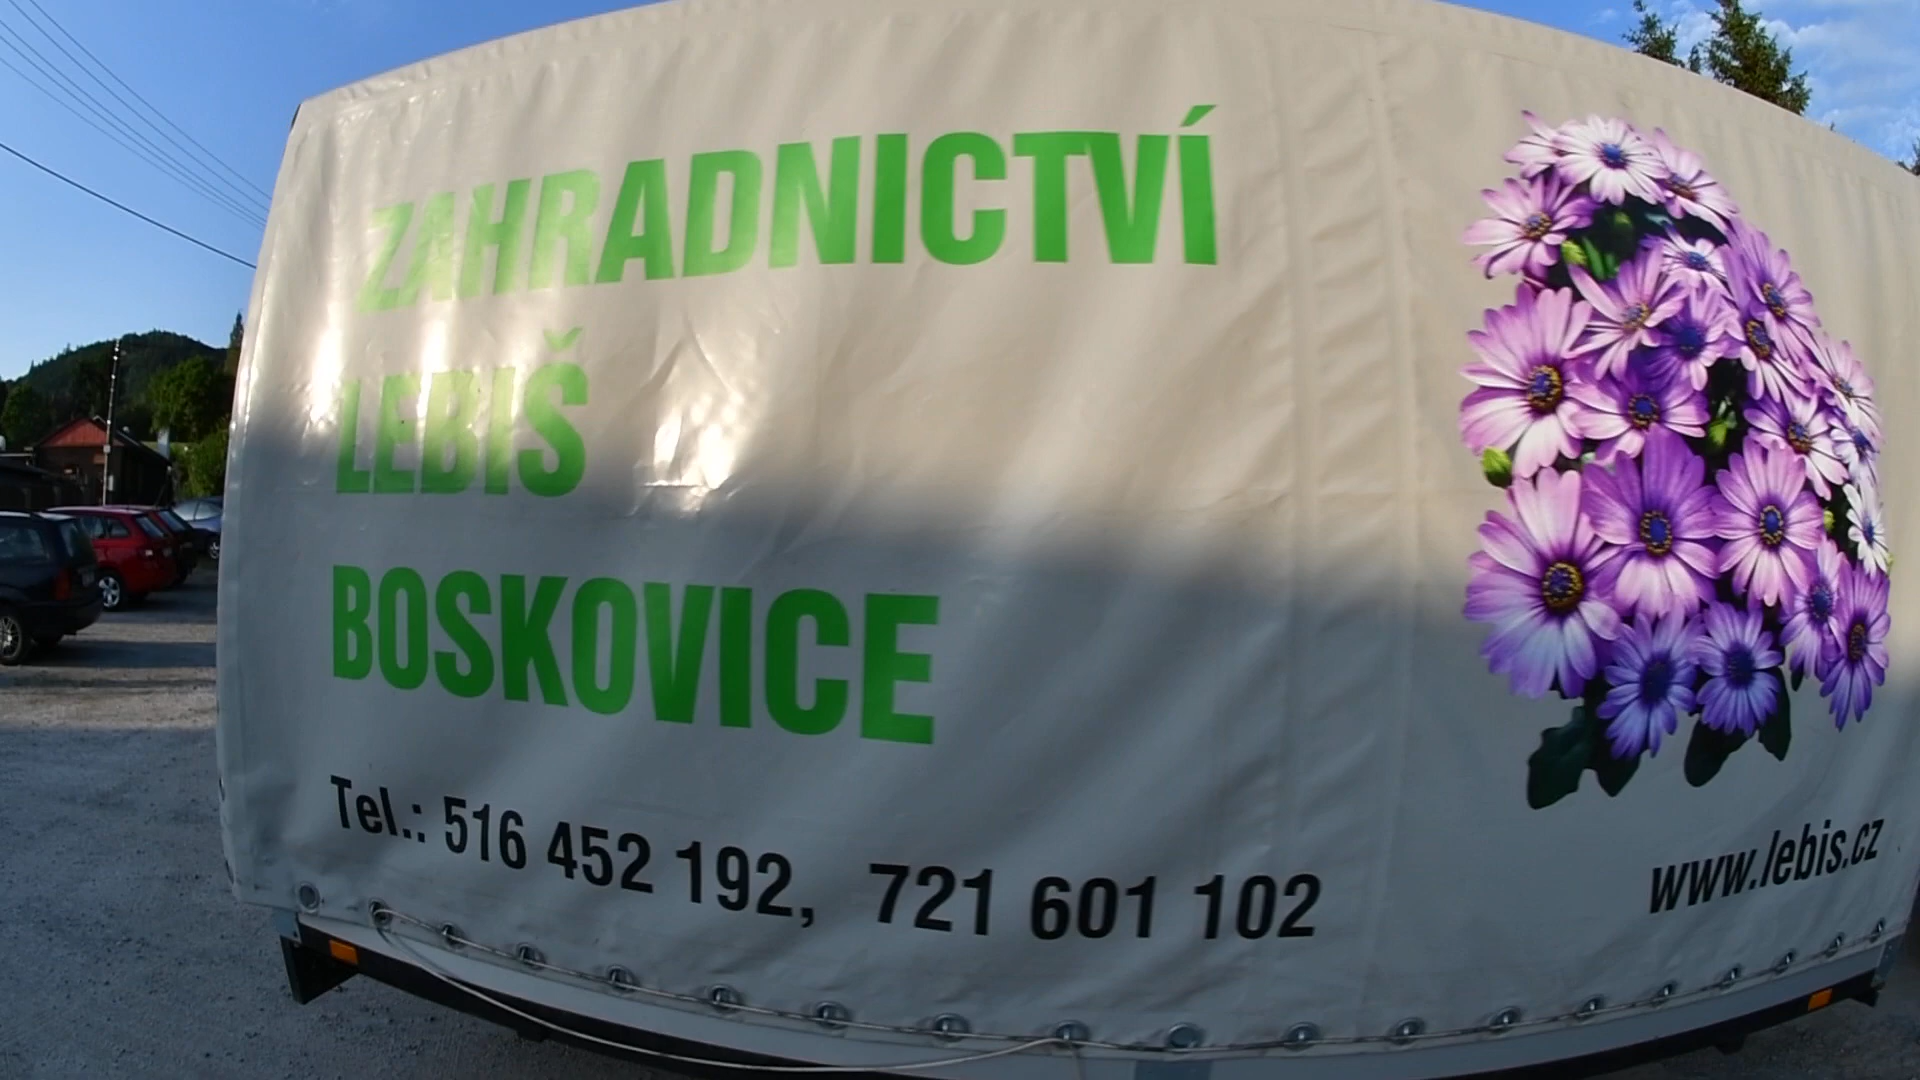 ZAHRADNICTVÍ
LEBIŠ
BOSKOVICE
Tel.: 516 452 192, 721 601 102
www.lebis.cz